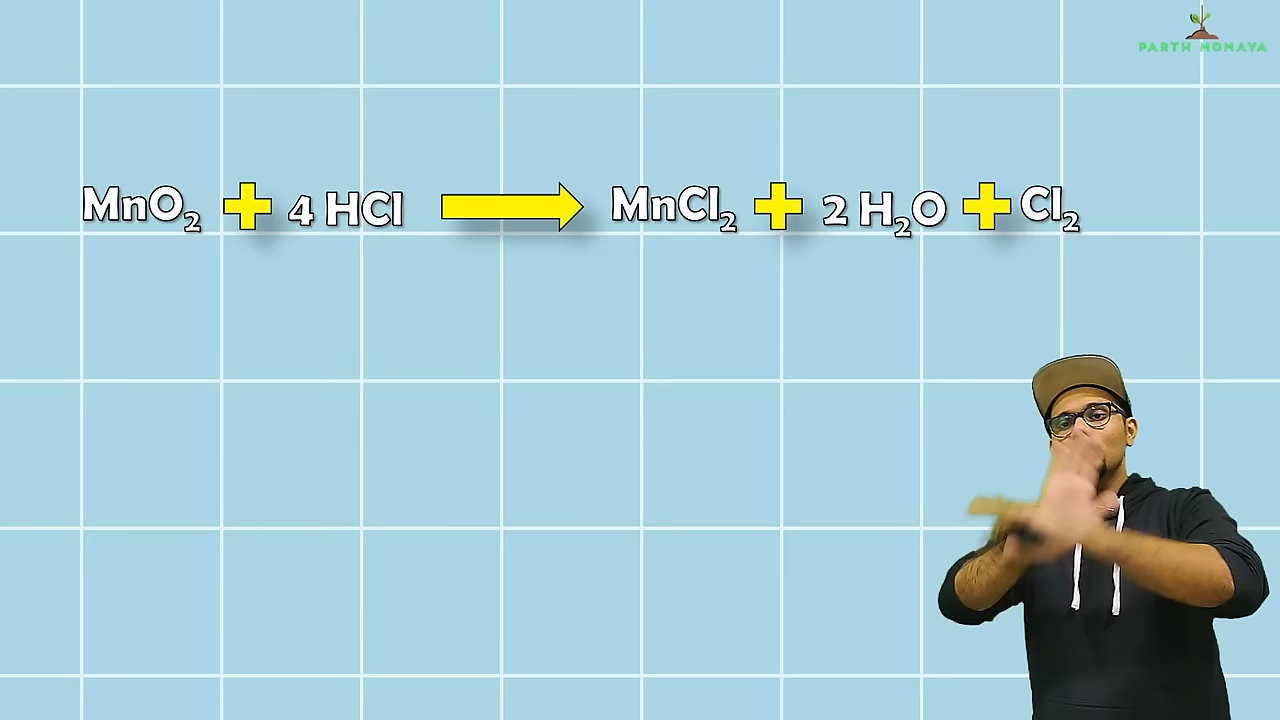 PARTH MOMAYA
MnO₂ + 4 HCl → MnCl₂ + 2 H₂O + Cl₂